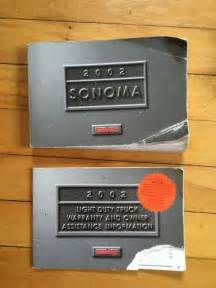 2002
SONOMA
2002
LIGHT DUTY TRUCK
WARRANTY AND OWNER
ASSISTANCE INFORMATION